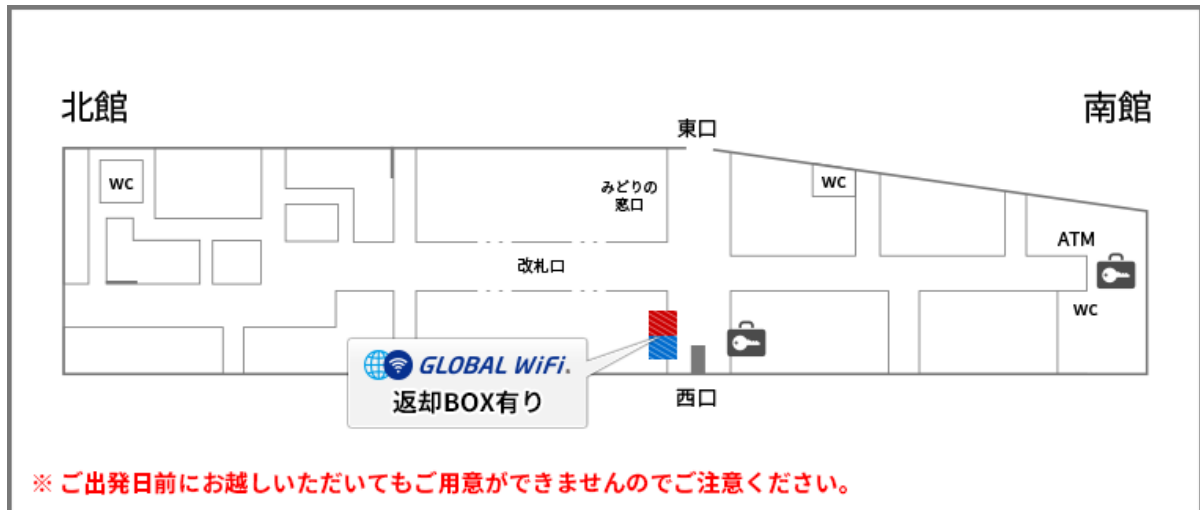 北館
南館
東口
WC
みどりの
窓口
WC
ATM
改札口
WC
GLOBAL WiFi.
返却BOX有り
西口
※ ご出発日前にお越しいただいてもご用意ができませんのでご注意ください。